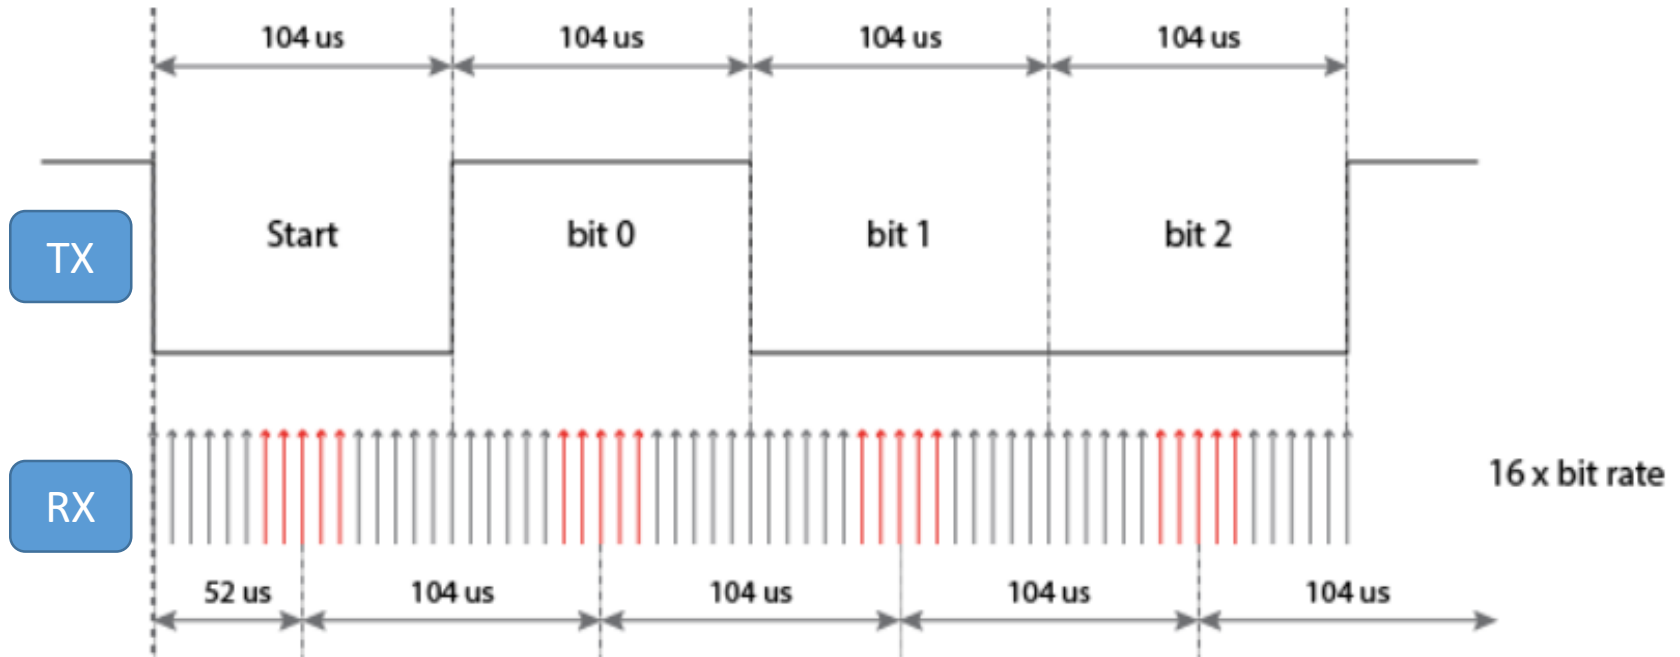 104 us 104 us 104 us 104 us
Start bit 0 bit 1 bit 2
TX
RX
16 x bit rate
52 us 104 us 104 us 104 us 104 us